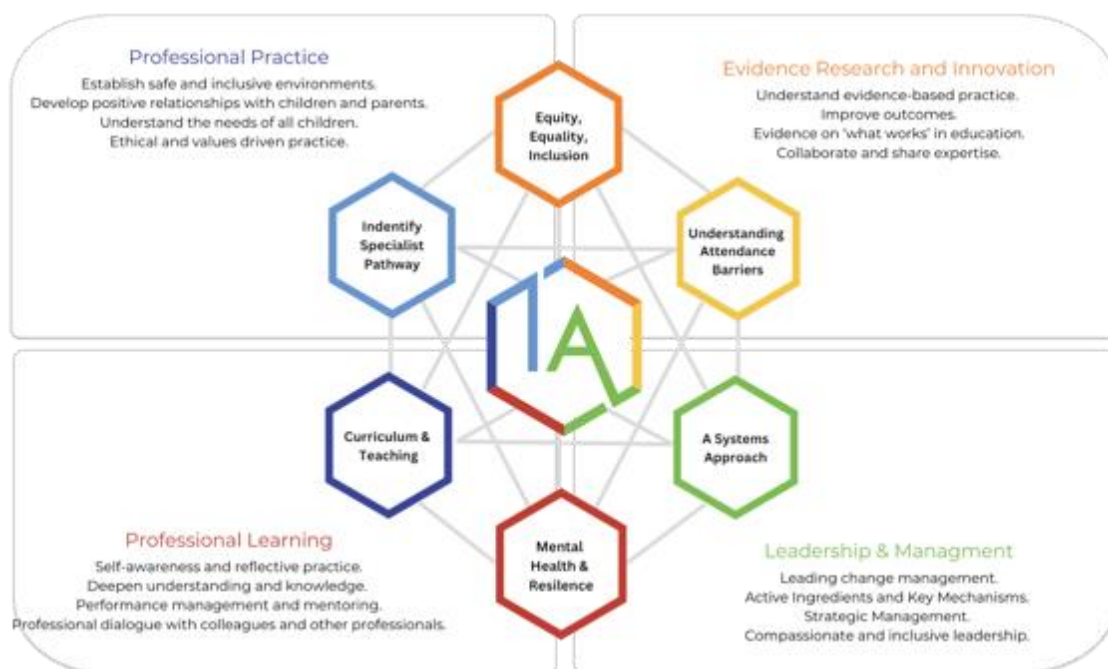 Professional Practice
Establish safe and inclusive environments.
Develop positive relationships with children and parents.
Understand the needs of all children.
Ethical and values driven practice.
Evidence Research and Innovation
Understand evidence-based practice.
Improve outcomes.
Evidence on 'what works' in education.
Collaborate and share expertise.
Equity,
Equality,
Inclusion
Indentify
Specialist
Pathway
Understanding
Attendance
Barriers
1A
Curriculum &
Teaching
A Systems
Approach
Mental
Health &
Resilence
Professional Learning
Self-awareness and reflective practice.
Deepen understanding and knowledge.
Performance management and mentoring.
Professional dialogue with colleagues and other professionals.
Leadership & Managment
Leading change management.
Active Ingredients and Key Mechanisms.
Strategic Management.
Compassionate and inclusive leadership.